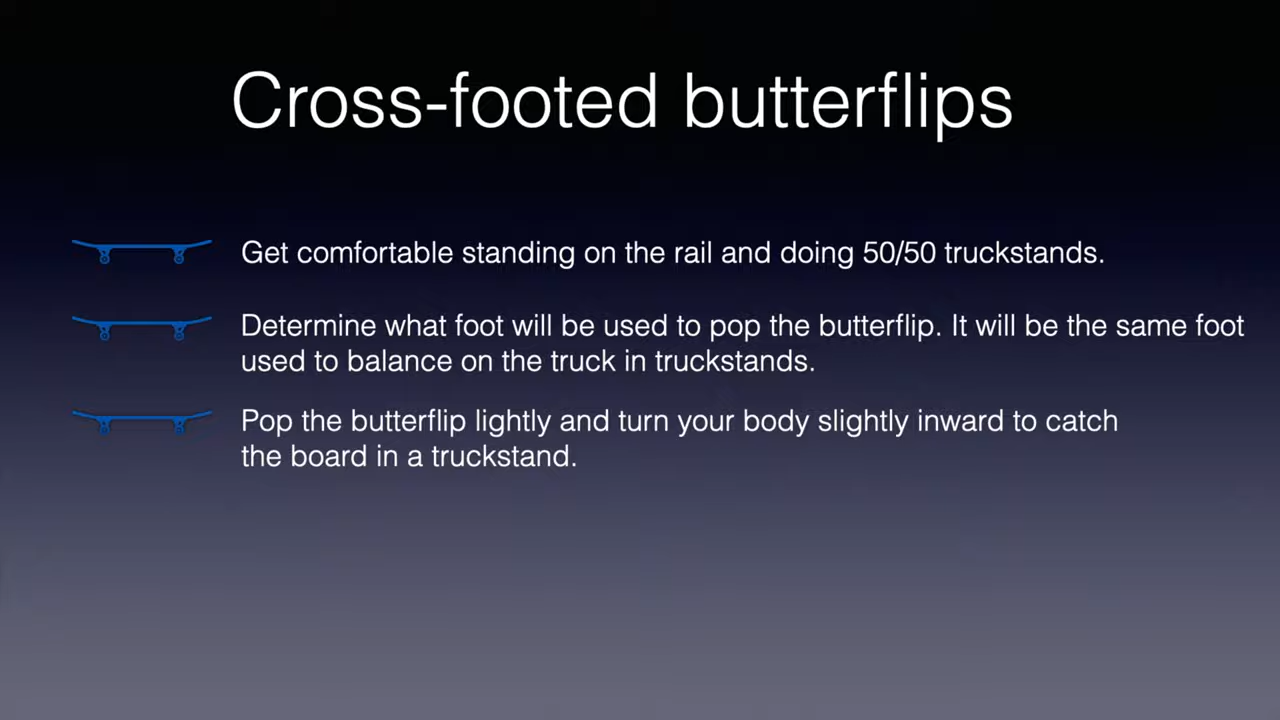 Cross-footed butterflips
Get comfortable standing on the rail and doing 50/50 truckstands.
Determine what foot will be used to pop the butterflip. It will be the same foot
used to balance on the truck in truckstands.
Pop the butterflip lightly and turn your body slightly inward to catch
the board in a truckstand.